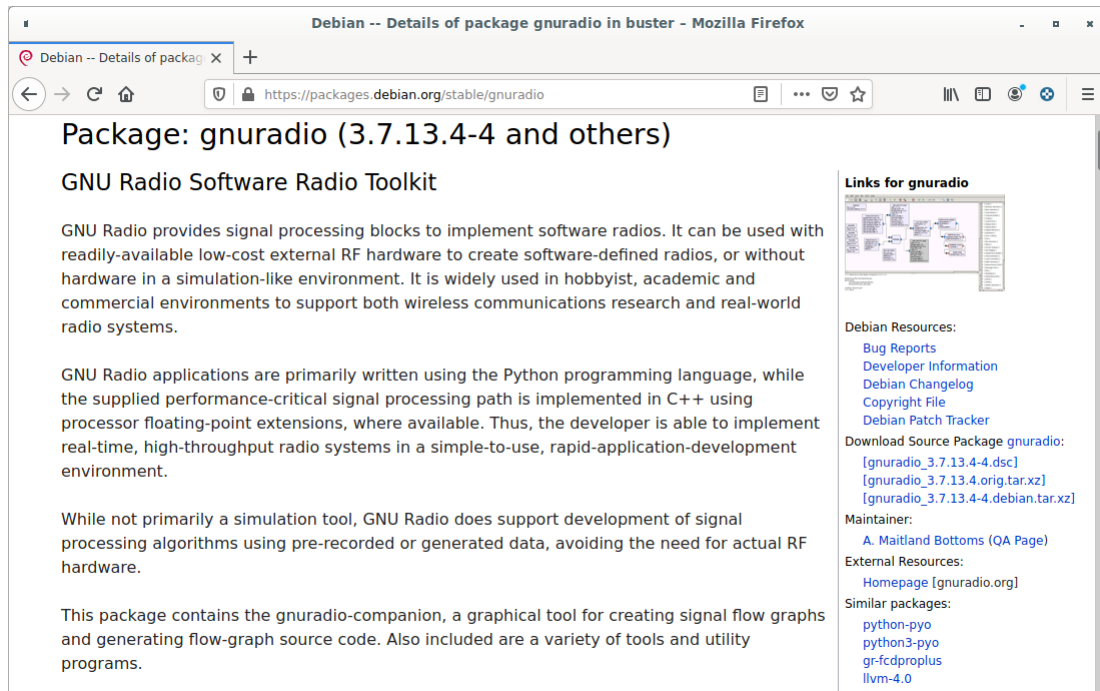 Debian -- Details of package gnuradio in buster – Mozilla Firefox
Debian -- Details of packag
https://packages.debian.org/stable/gnuradio
Package: gnuradio (3.7.13.4-4 and others)
GNU Radio Software Radio Toolkit
GNU Radio provides signal processing blocks to implement software radios. It can be used with
readily-available low-cost external RF hardware to create software-defined radios, or without
hardware in a simulation-like environment. It is widely used in hobbyist, academic and
commercial environments to support both wireless communications research and real-world
radio systems.
GNU Radio applications are primarily written using the Python programming language, while
the supplied performance-critical signal processing path is implemented in C++ using
processor floating-point extensions, where available. Thus, the developer is able to implement
real-time, high-throughput radio systems in a simple-to-use, rapid-application-development
environment.
While not primarily a simulation tool, GNU Radio does support development of signal
processing algorithms using pre-recorded or generated data, avoiding the need for actual RF
hardware.
This package contains the gnuradio-companion, a graphical tool for creating signal flow graphs
and generating flow-graph source code. Also included are a variety of tools and utility
programs.
Links for gnuradio
Debian Resources:
Bug Reports
Developer Information
Debian Changelog
Copyright File
Debian Patch Tracker
Download Source Package gnuradio:
[gnuradio_3.7.13.4-4.dsc]
[gnuradio_3.7.13.4.orig.tar.xz]
[gnuradio_3.7.13.4-4.debian.tar.xz]
Maintainer:
A. Maitland Bottoms (QA Page)
External Resources:
Homepage [gnuradio.org]
Similar packages:
python-pyo
python3-pyo
gr-fcdproplus
llvm-4.0